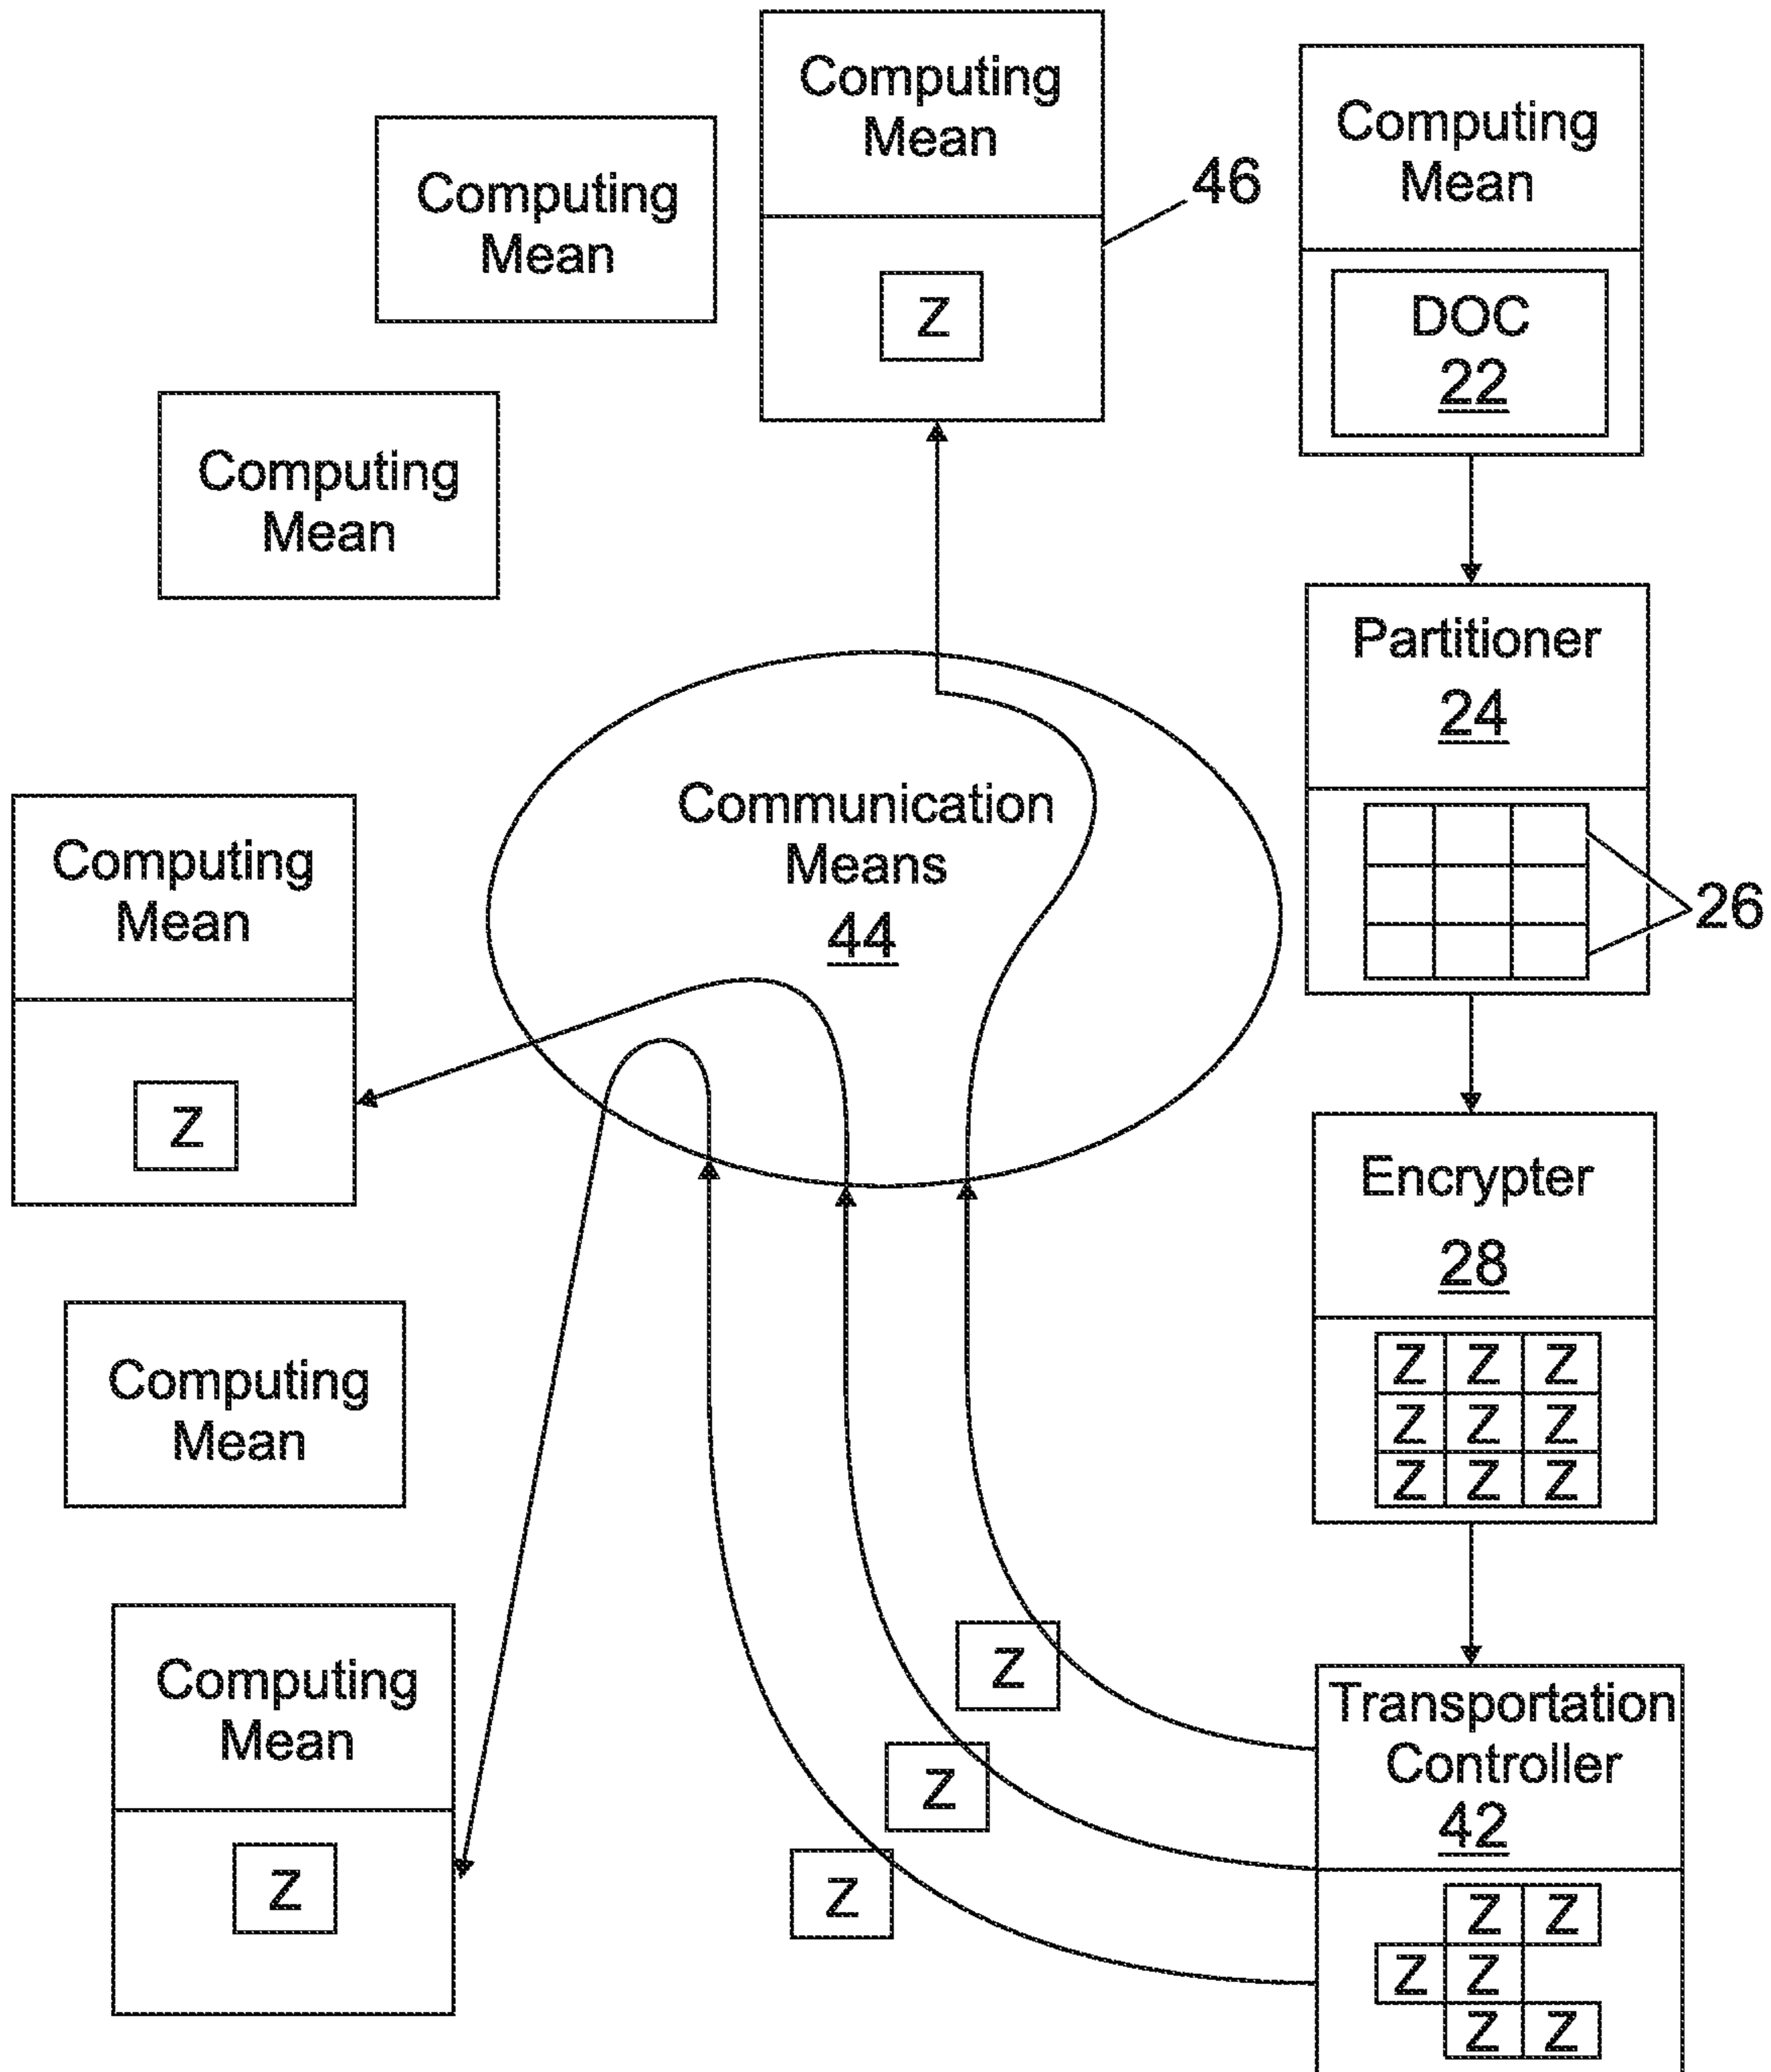 Computing
Mean
Z
46
Computing
Mean
DOC
22
Computing
Mean
Computing
Mean
Partitioner
24
26
Communication
Means
44
Computing
Mean
Z
Encrypter
28
Z Z Z
Z Z Z
Z Z Z
Computing
Mean
Computing
Mean
Z
Z
Z
Z
Transportation
Controller
42
Z Z
Z Z
Z Z